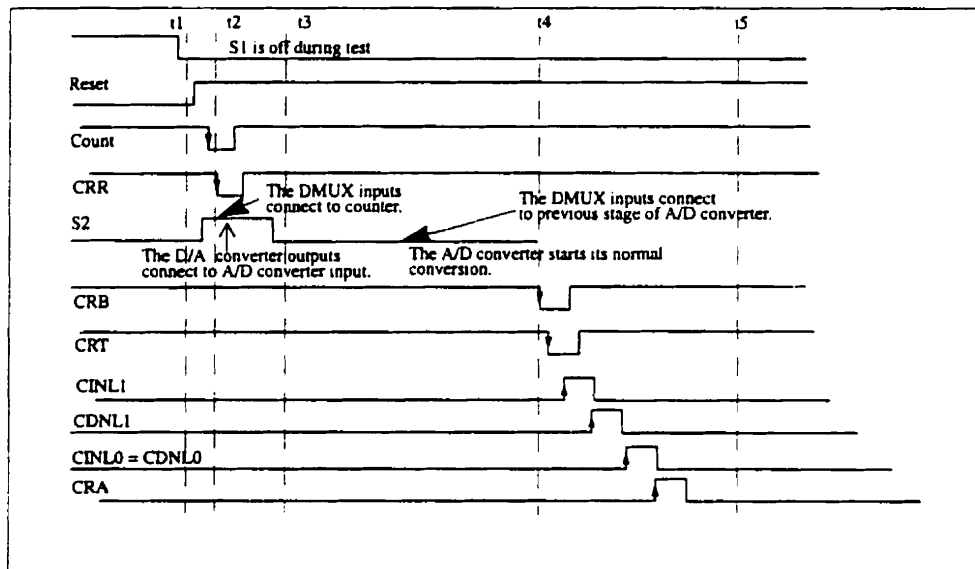 t1 t2 t3 t4 t5
S1 is off during test
Reset
Count
CRR
The DMUX inputs
connect to counter.
The DMUX inputs connect
to previous stage of A/D converter.
S2
The D/A converter outputs
connect to A/D converter input.
The A/D converter starts its normal
conversion.
CRB
CRT
CINL1
CDNL1
CINL0 = CDNL0
CRA